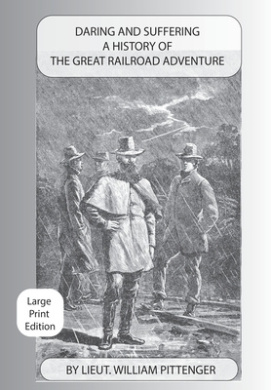 DARING AND SUFFERING
A HISTORY OF
THE GREAT RAILROAD ADVENTURE
Large
Print
Edition
BY LIEUT. WILLIAM PITTENGER